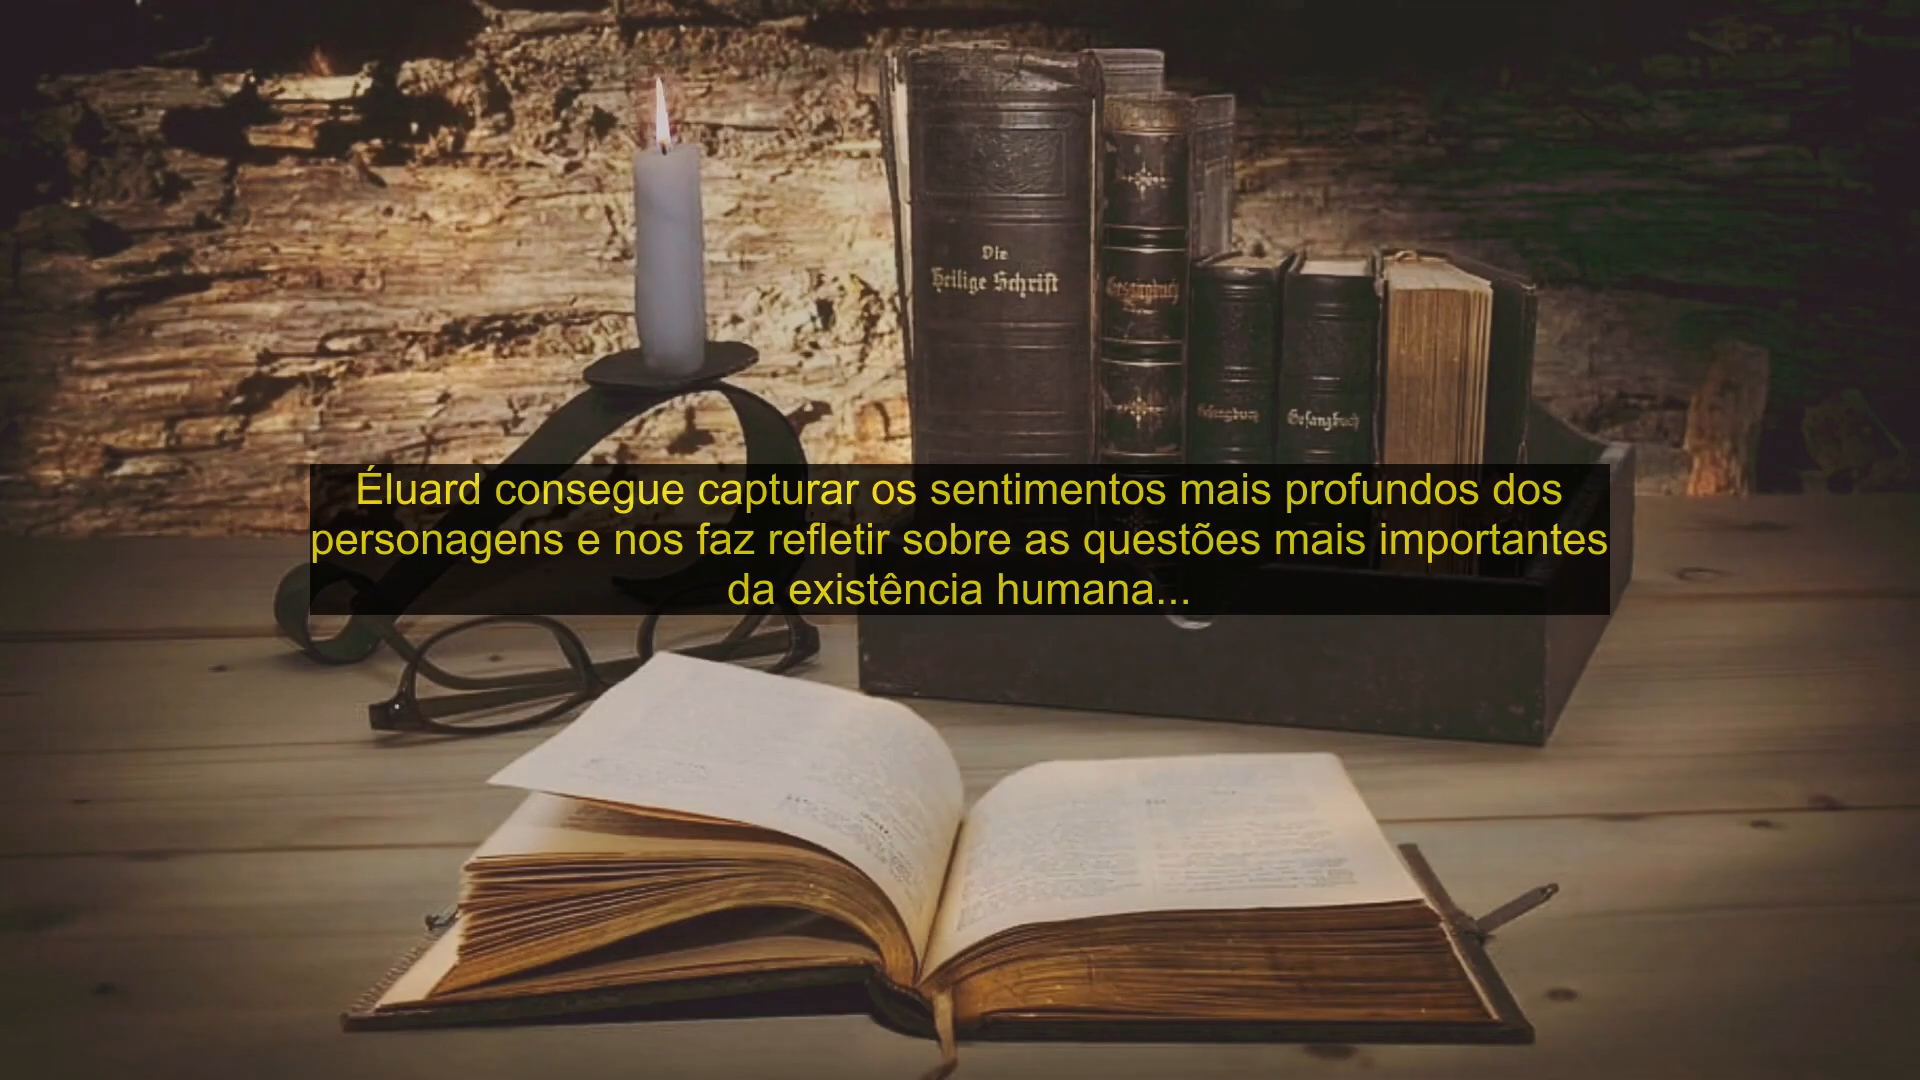 Die
Heilige Schrift
Gesangbuch
Gesangbuch
Gesangbuch
Éluard consegue capturar os sentimentos mais profundos dos
personagens e nos faz refletir sobre as questões mais importantes
da existência humana...